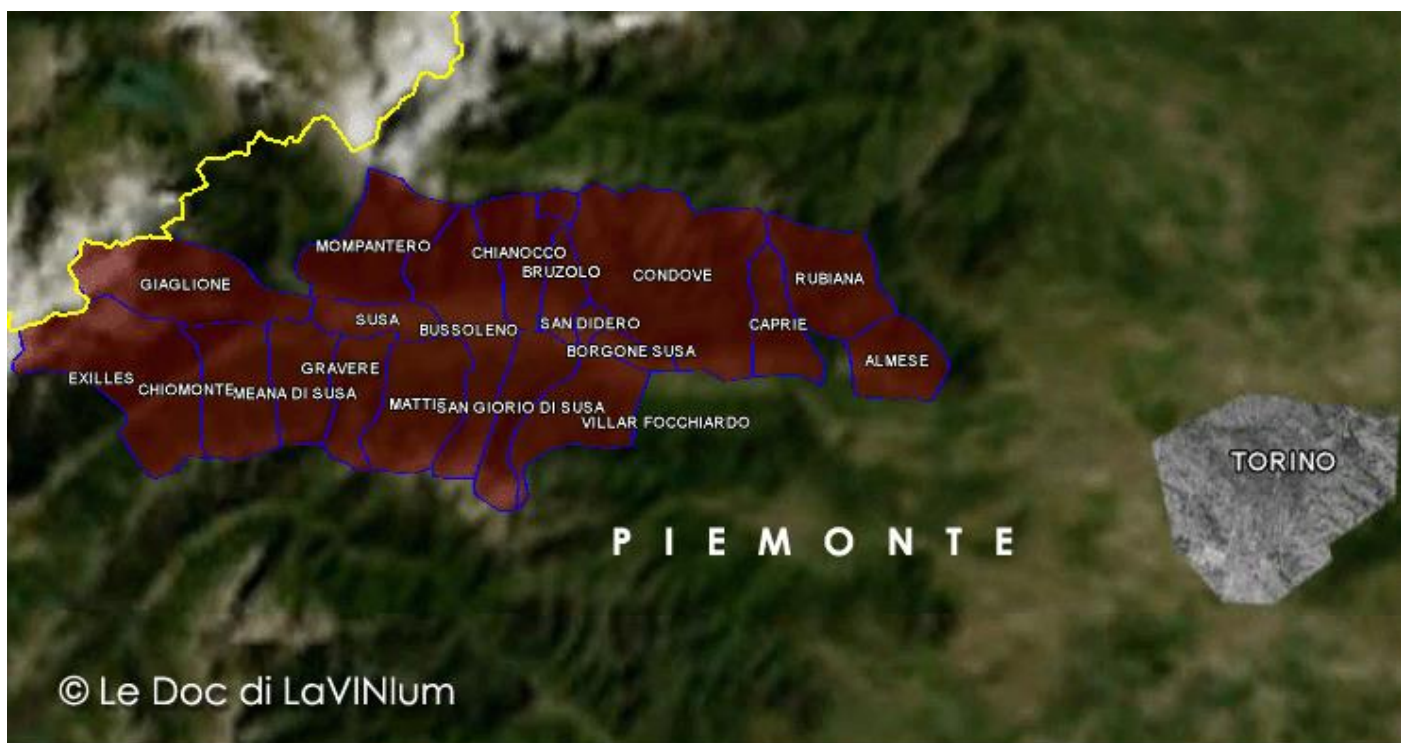 MOMPANTERO
CHIANOCCO
BRUZOLO
CONDOVE
RUBIANA
GIAGLIONE
SUSA
BUSSOLENO
SAN DIDERO
CAPRIE
BORGONE SUSA
ALMESE
GRAVERE
EXILLES
CHIOMONTE
MEANA DI SUSA
MATTIE
SAN GIORIO DI SUSA
VILLAR FOCCHIARDO
TORINO
PIEMONTE
© Le Doc di LaVINIum